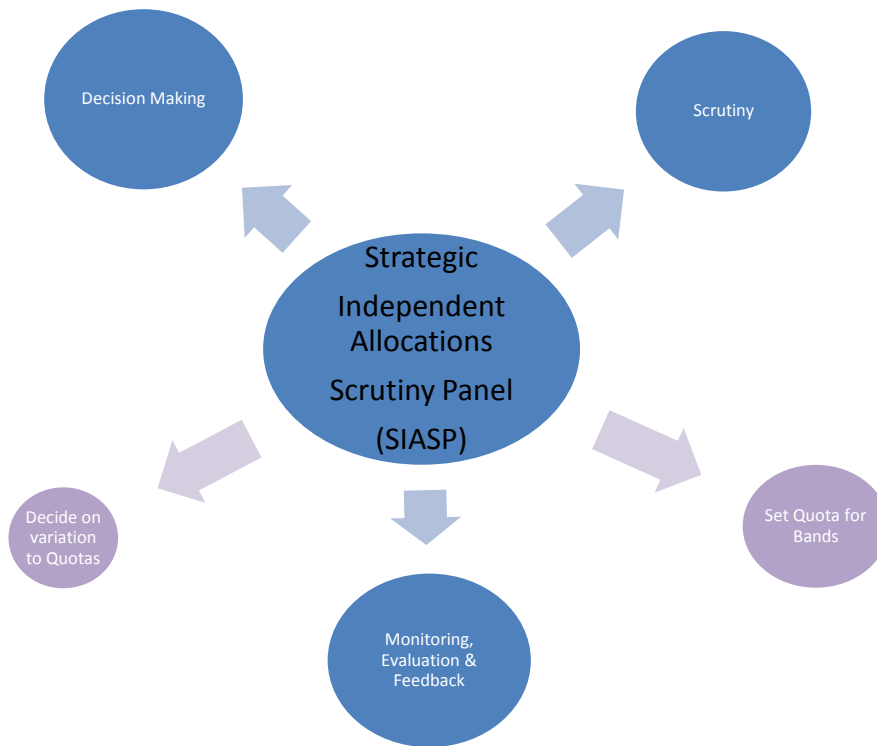 Decision Making
Scrutiny
Strategic
Independent
Allocations
Scrutiny Panel
(SIASP)
Decide on
variation
to Quotas
Set Quota for
Bands
Monitoring,
Evaluation &
Feedback